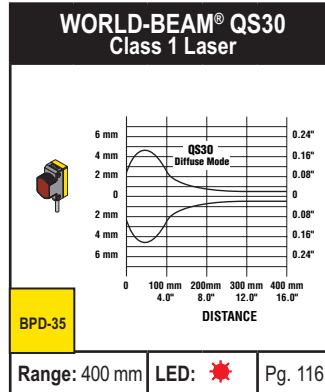 WORLD-BEAM® QS30
Class 1 Laser
6 mm
4 mm
2 mm
0
2 mm
4 mm
6 mm
QS30
Diffuse Mode
0.24"
0.16"
0.08"
0
0.08"
0.16"
0.24"
0 100 mm 200mm 300 mm 400 mm
4.0" 8.0" 12.0" 16.0"
DISTANCE
BPD-35
Range: 400 mm LED: Pg. 116